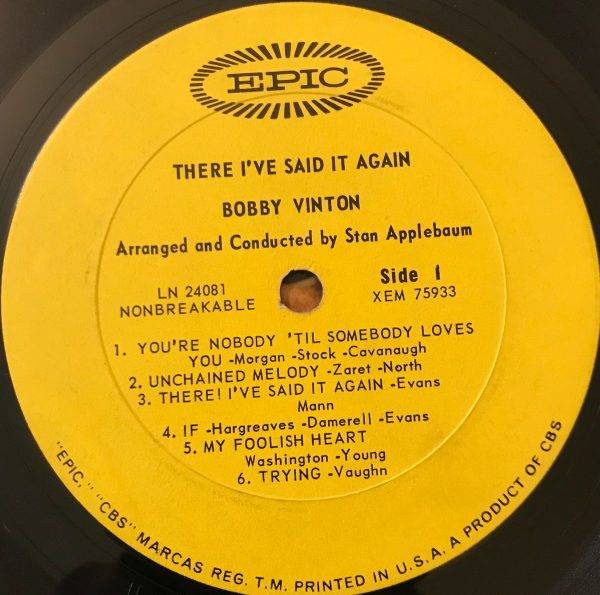 EPIC
THERE I'VE SAID IT AGAIN
BOBBY VINTON
Arranged and Conducted by Stan Applebaum
LN 24081
NONBREAKABLE
Side 1
XEM 75933
1. YOU'RE NOBODY 'TIL SOMEBODY LOVES
YOU -Morgan -Stock -Cavanaugh
2. UNCHAINED MELODY -Zaret -North
3. THERE! I'VE SAID IT AGAIN -Evans
Mann
4. IF -Hargreaves -Damerell -Evans
5. MY FOOLISH HEART
Washington -Young
6. TRYING -Vaughn
"EPIC," "CBS" MARCAS REG. T.M. PRINTED IN U.S.A. A PRODUCT OF CBS